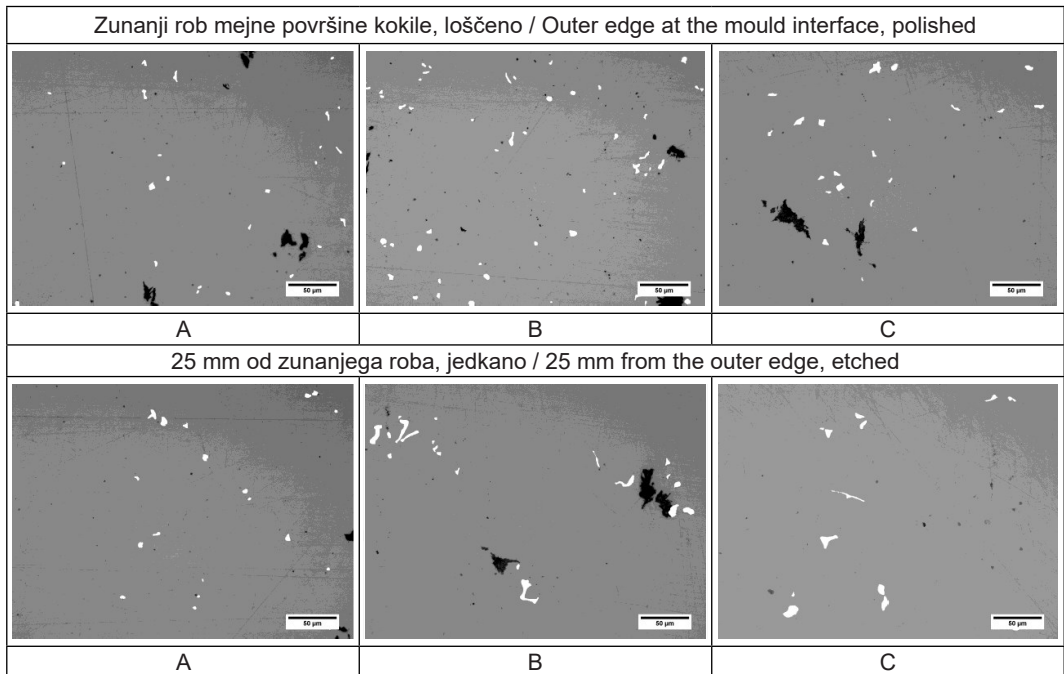 Zunanji rob mejne površine kokile, loščeno / Outer edge at the mould interface, polished
50 µm
50 µm
50 µm
A
B
C
25 mm od zunanjega roba, jedkano / 25 mm from the outer edge, etched
50 µm
50 µm
50 µm
A
B
C